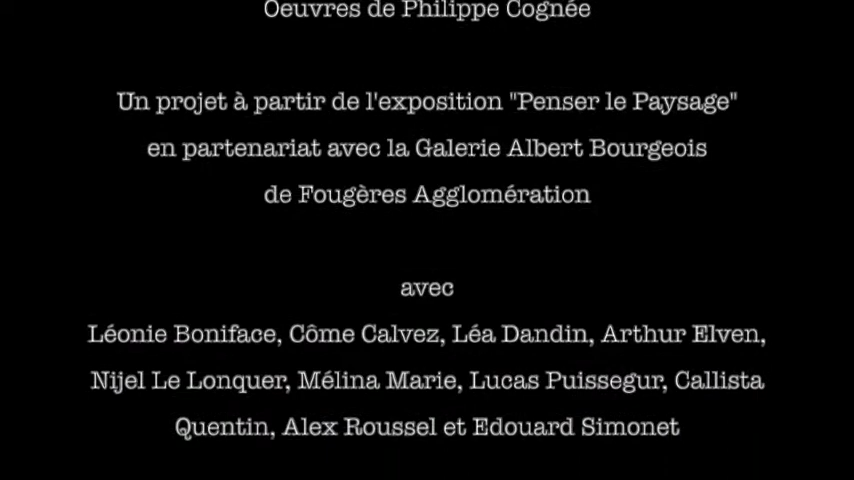 Oeuvres de Philippe Cognée
Un projet à partir de l'exposition "Penser le Paysage"
en partenariat avec la Galerie Albert Bourgeois
de Fougères Agglomération
avec
Léonie Boniface, Côme Calvez, Léa Dandin, Arthur Elven,
Nijel Le Lonquer, Mélina Marie, Lucas Puissegur, Callista
Quentin, Alex Roussel et Edouard Simonet